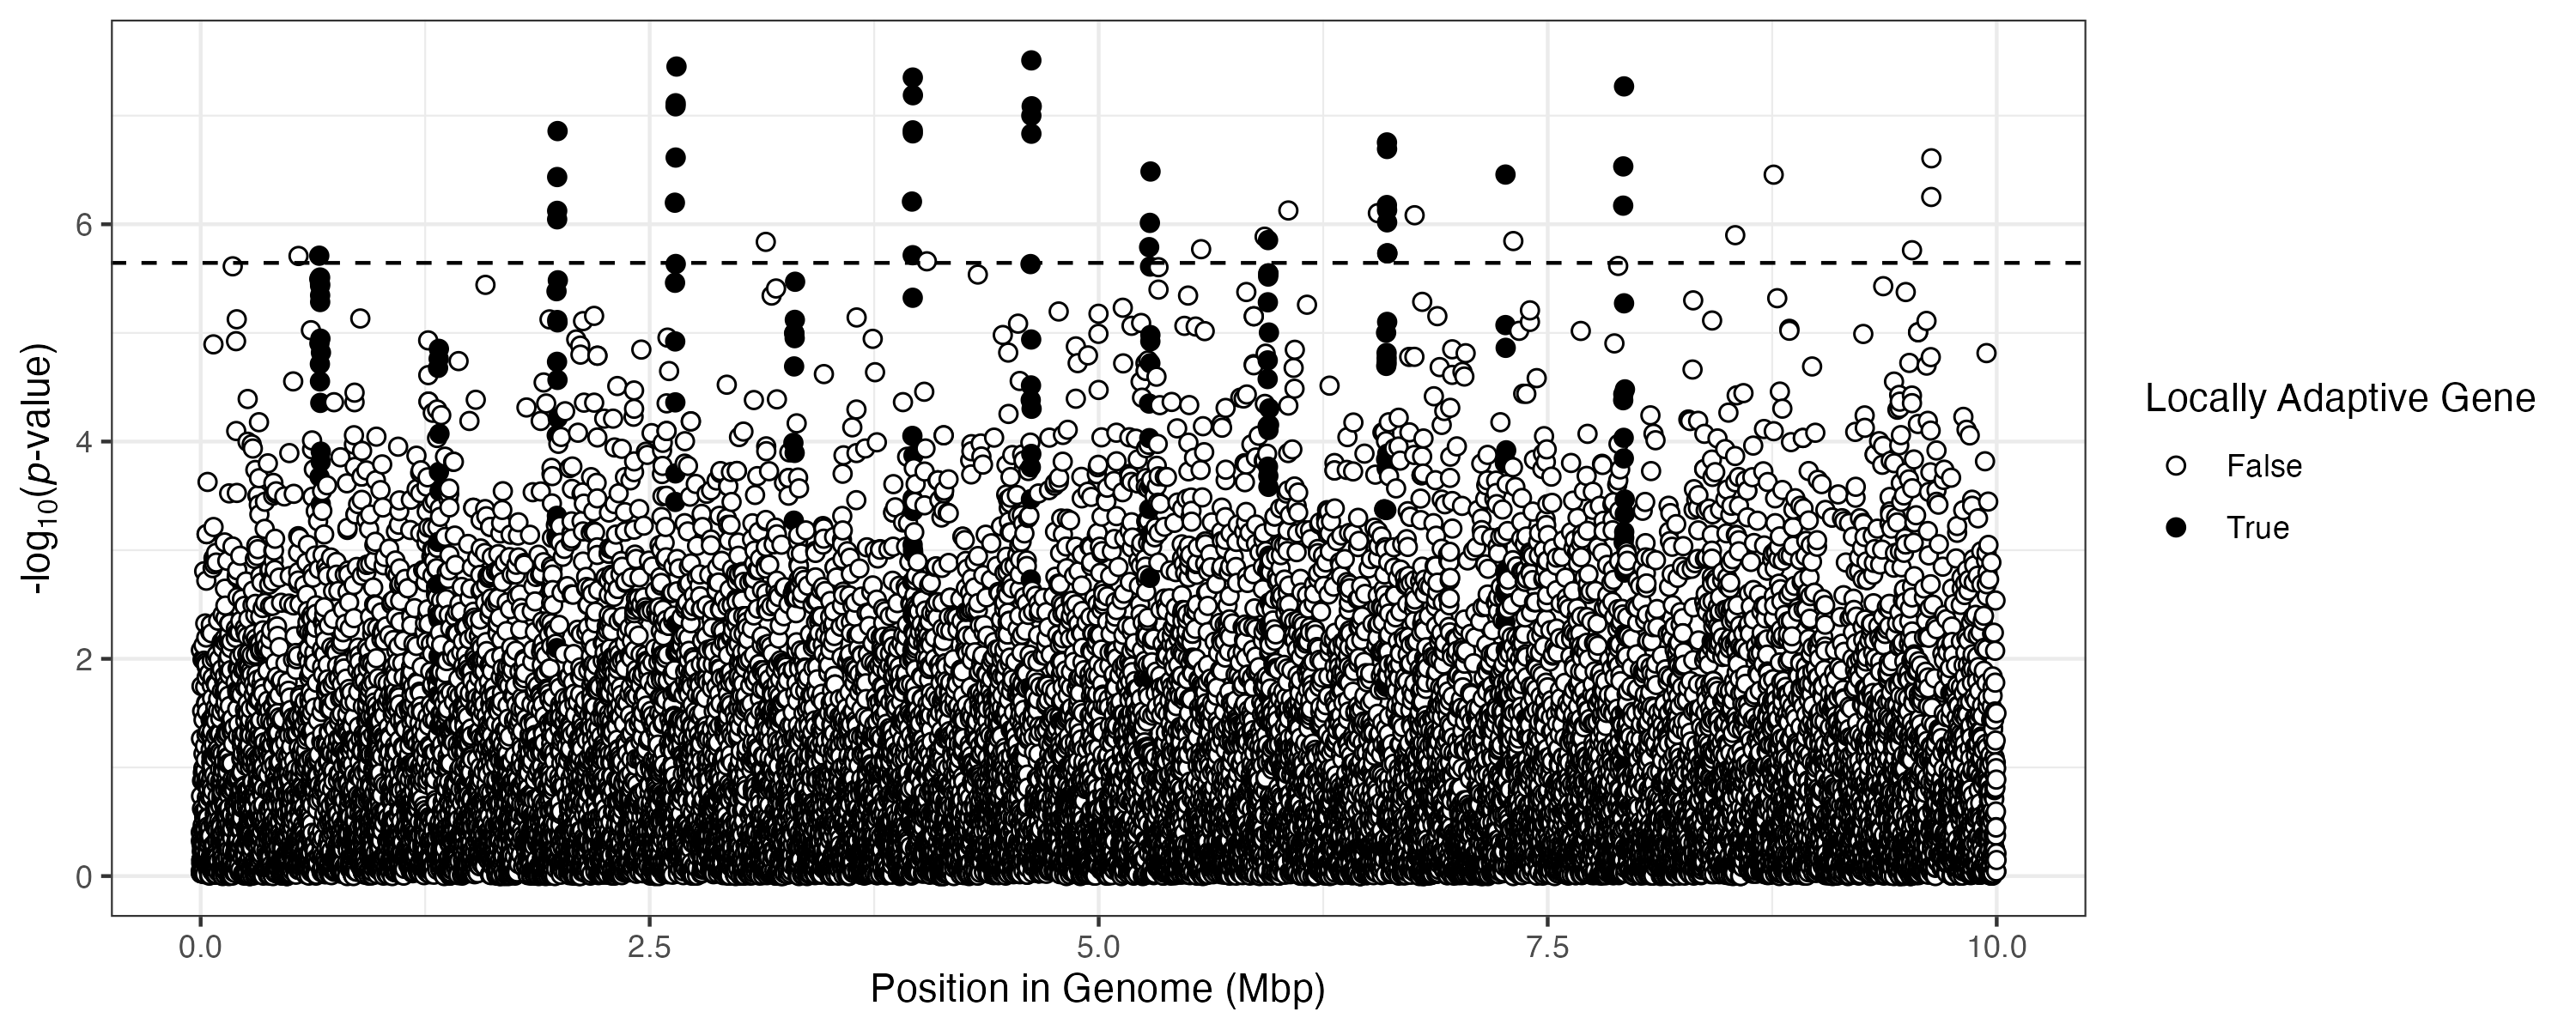 -log10(p-value)
6
4
2
0
0.0 2.5 5.0 7.5 10.0
Position in Genome (Mbp)
Locally Adaptive Gene
False
True